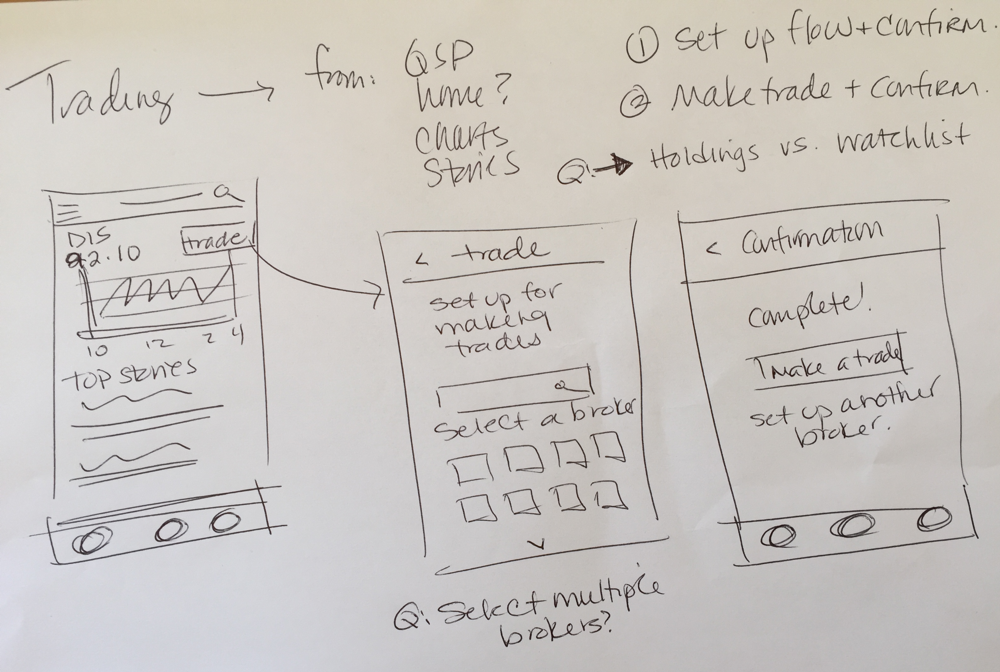 Trading → from: QSP
home?
charts
Stories
① Set up flow + confirm.
② Make trade + confirm.
Q: → Holdings vs. watchlist
DIS
92.10
trade
10 12 2 4
TOP stories
< trade
set up for
making
trades
Select a broker
Q: Select multiple
brokers?
< Confirmation
Complete!
make a trade
set up another
broker.